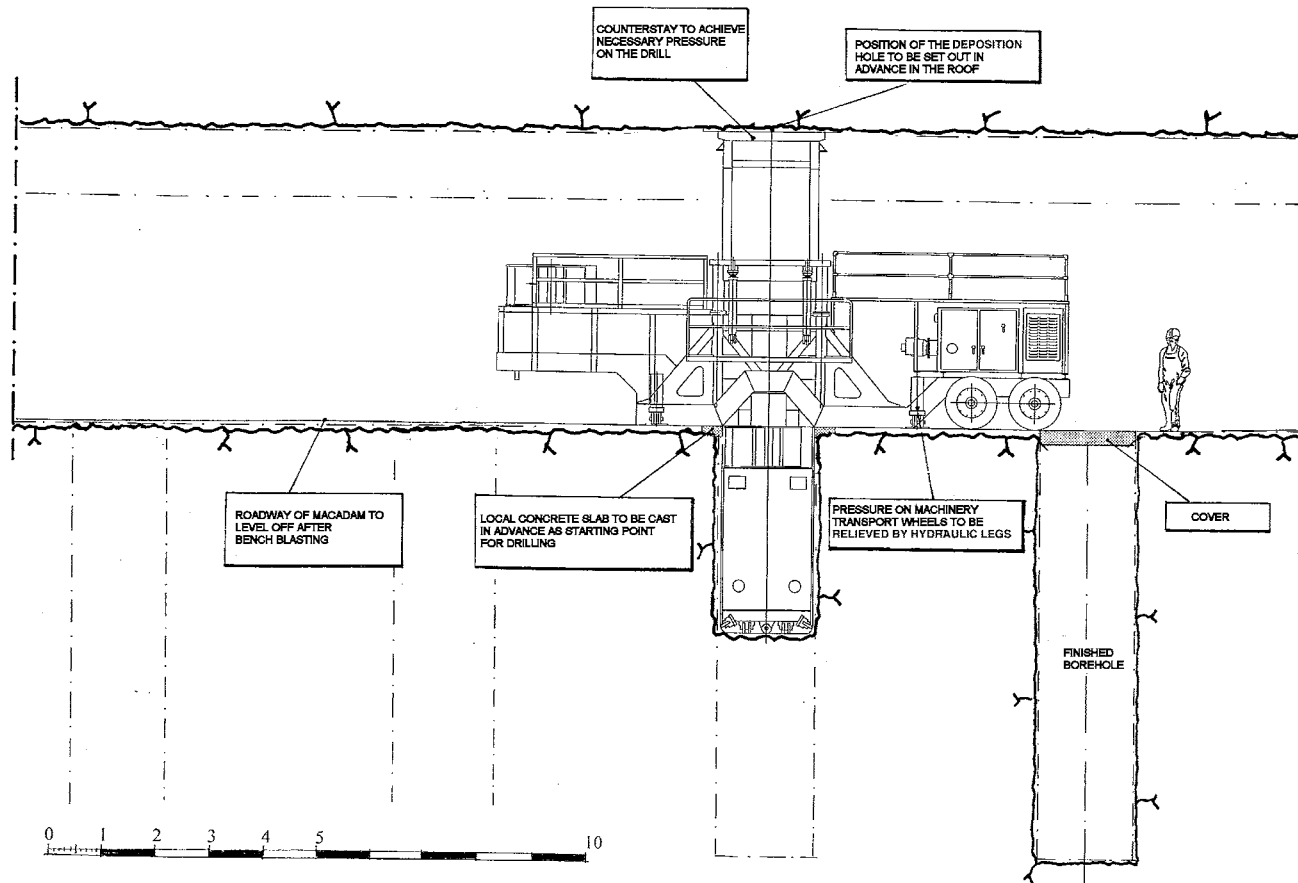 COUNTERSTAY TO ACHIEVE
NECESSARY PRESSURE
ON THE DRILL
POSITION OF THE DEPOSITION
HOLE TO BE SET OUT IN
ADVANCE IN THE ROOF
ROADWAY OF MACADAM TO
LEVEL OFF AFTER
BENCH BLASTING
LOCAL CONCRETE SLAB TO BE CAST
IN ADVANCE AS STARTING POINT
FOR DRILLING
PRESSURE ON MACHINERY
TRANSPORT WHEELS TO BE
RELIEVED BY HYDRAULIC LEGS
COVER
FINISHED
BOREHOLE
0 1 2 3 4 5 10